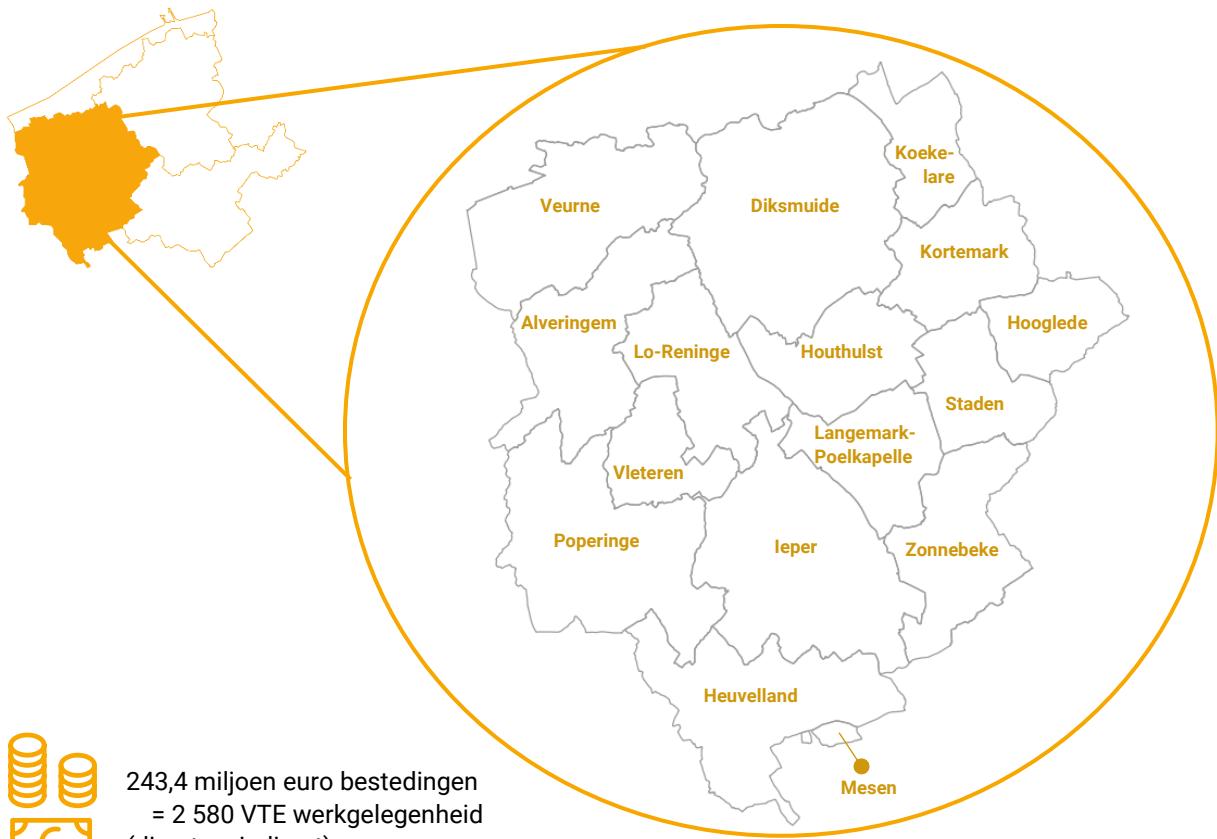 Koeke-
lare
Veurne
Diksmuide
Kortemark
Alveringem
Hooglede
Lo-Reninge
Houthulst
Staden
Langemark-
Poelkapelle
Vleteren
Poperinge
Ieper
Zonnebeke
Heuvelland
Mesen
243,4 miljoen euro bestedingen
= 2 580 VTE werkgelegenheid